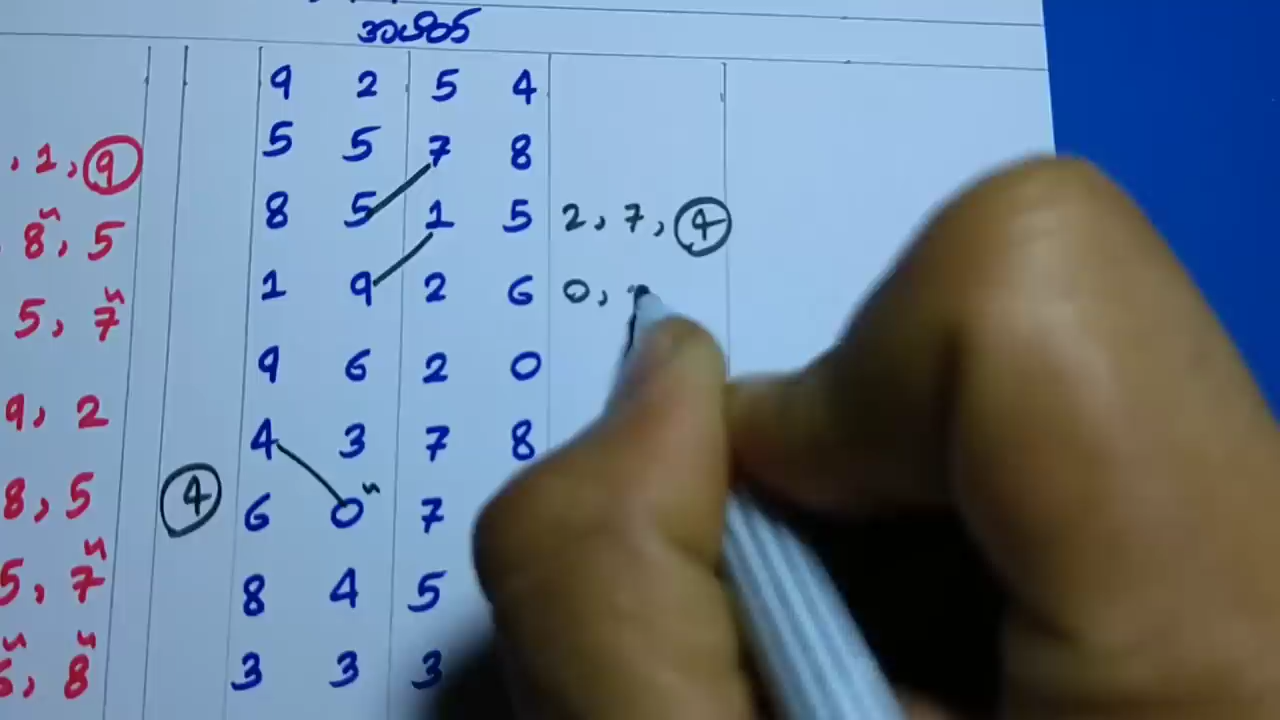 9 2 5 4
, 1, 9 5 5 7 8
8", 5 8 5 1 5 2, 7, 4
5, 7" 1 9 2 6 0,
9 6 2 0
9, 2 4 3 7 8
8, 5 4 6 0" 7
5, 7" 8 4 5
8" 3 3 3